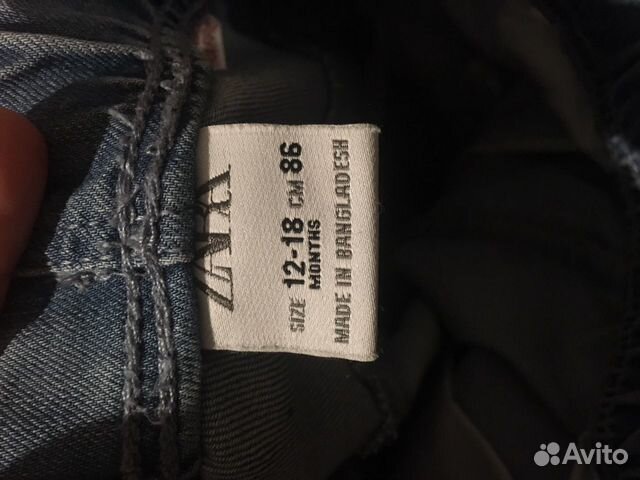 ZARA
SIZE 12-18 CM 86
MONTHS
MADE IN BANGLADESH
Avito